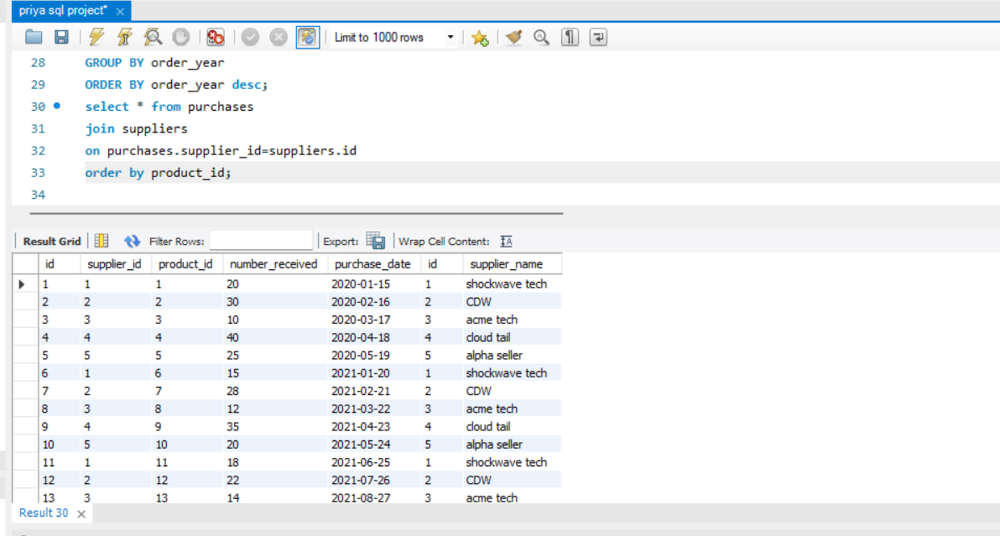 priya sql project*
Limit to 1000 rows
28 GROUP BY order_year
29 ORDER BY order_year desc;
30 select * from purchases
31 join suppliers
32 on purchases.supplier_id=suppliers.id
33 order by product_id;
34
Result Grid Filter Rows: Export: Wrap Cell Content:
id supplier_id product_id number_received purchase_date id supplier_name
1 1 1 20 2020-01-15 1 shockwave tech
2 2 2 30 2020-02-16 2 CDW
3 3 3 10 2020-03-17 3 acme tech
4 4 4 40 2020-04-18 4 cloud tail
5 5 5 25 2020-05-19 5 alpha seller
6 1 6 15 2021-01-20 1 shockwave tech
7 2 7 28 2021-02-21 2 CDW
8 3 8 12 2021-03-22 3 acme tech
9 4 9 35 2021-04-23 4 cloud tail
10 5 10 20 2021-05-24 5 alpha seller
11 1 11 18 2021-06-25 1 shockwave tech
12 2 12 22 2021-07-26 2 CDW
13 3 13 14 2021-08-27 3 acme tech
Result 30